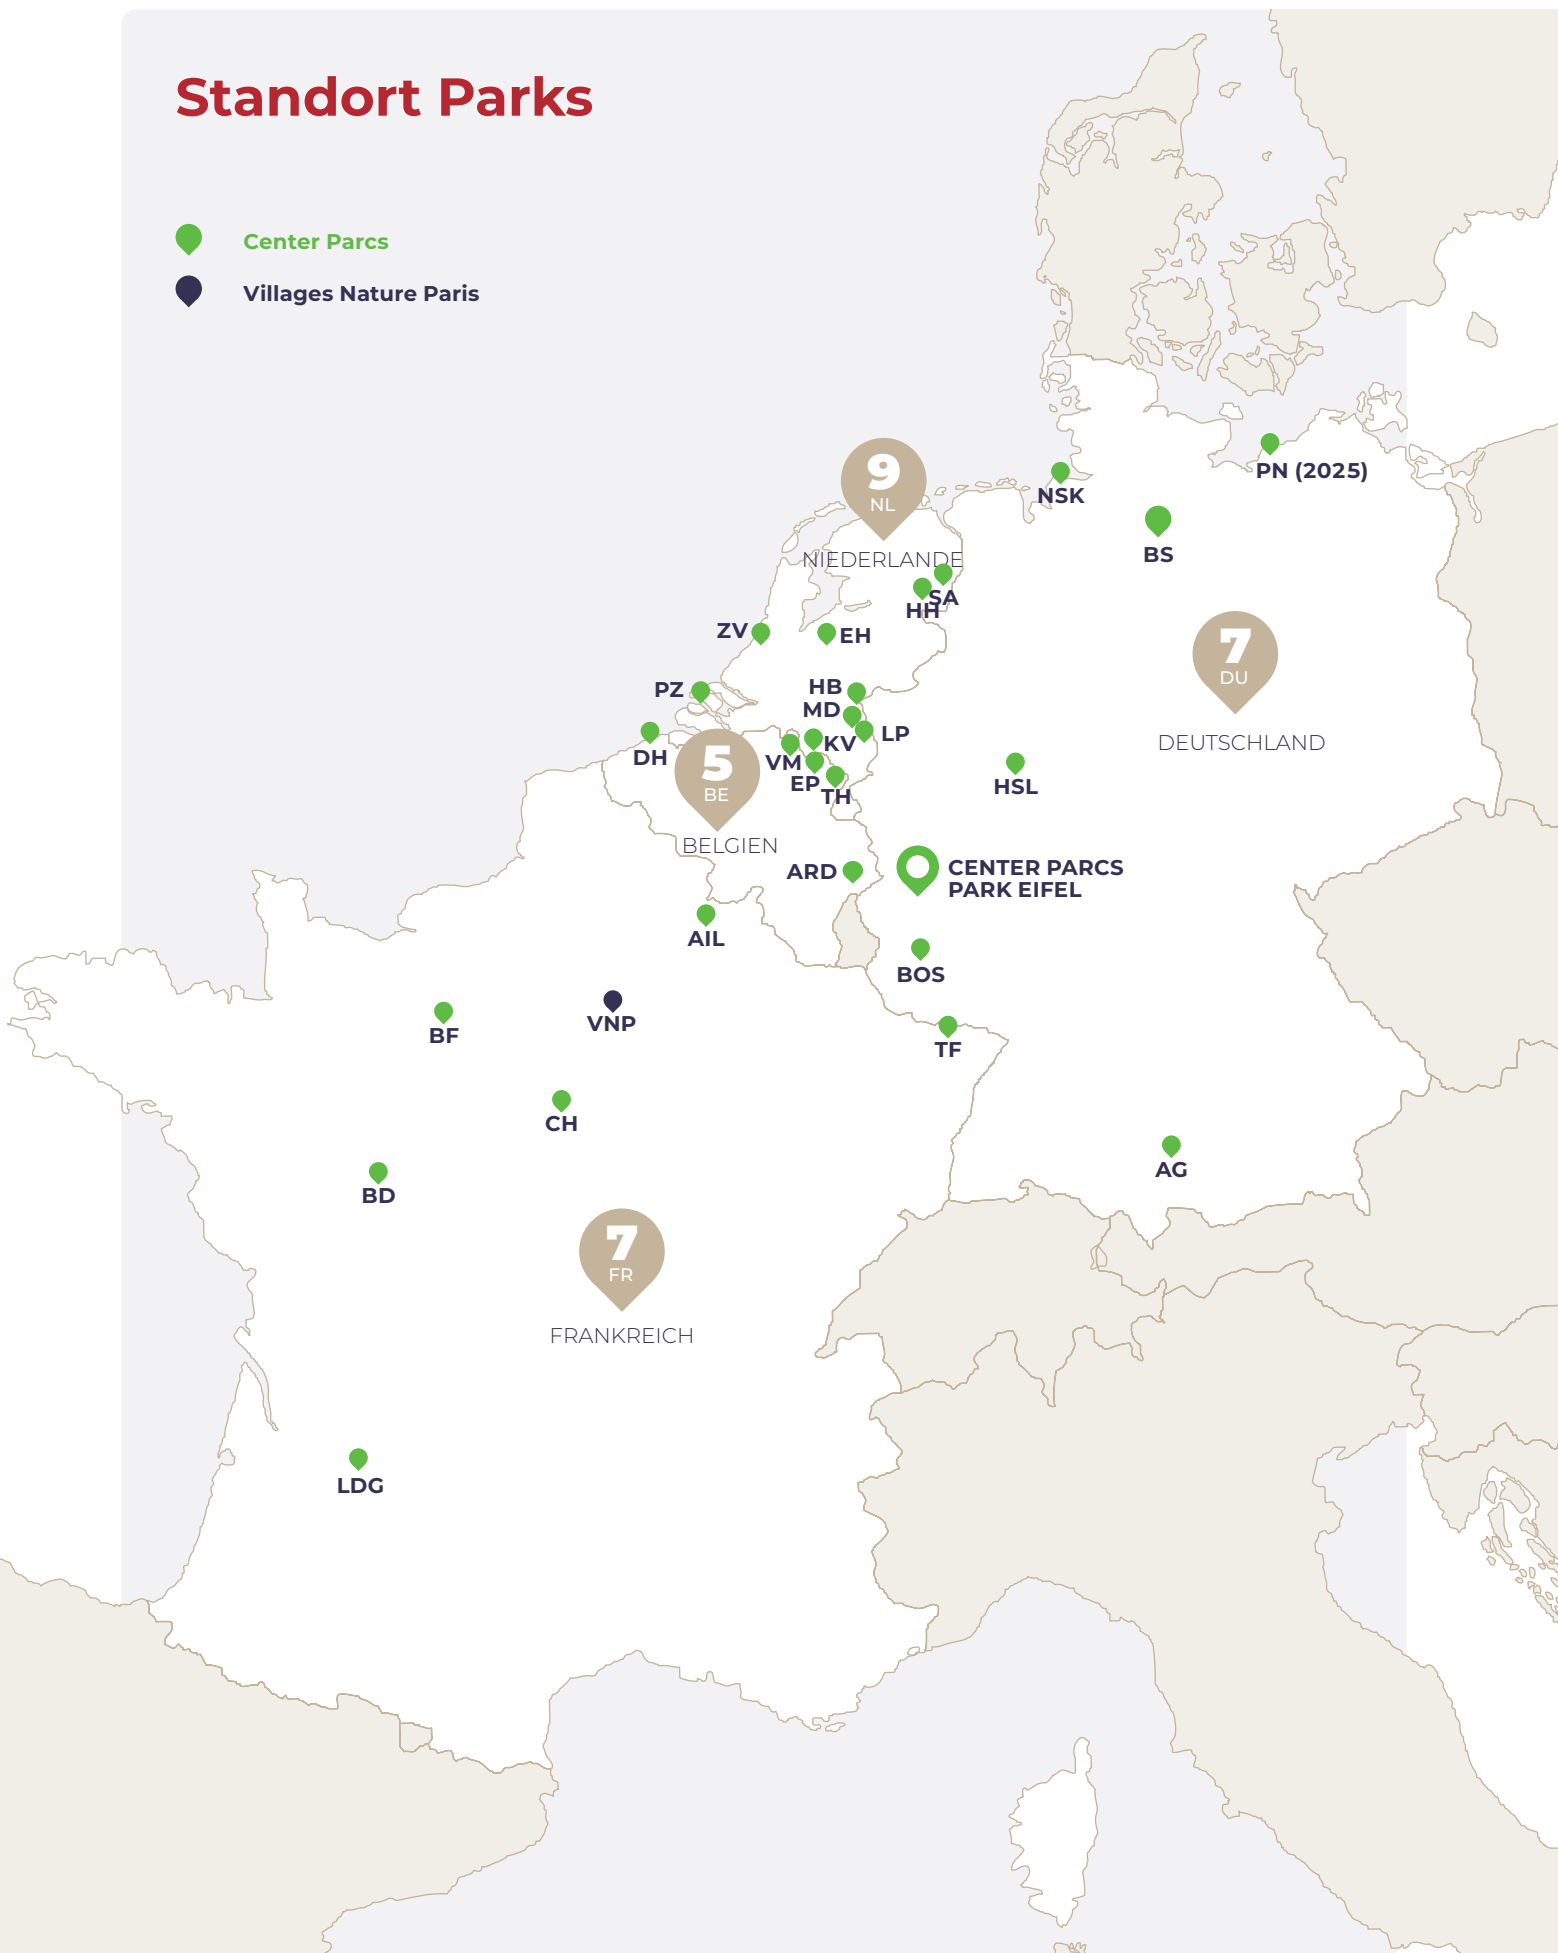 Standort Parks
Center Parcs
Villages Nature Paris
9
NL
NIEDERLANDE
PN (2025)
NSK
BS
SA
HH
ZV
EH
7
DU
DEUTSCHLAND
PZ
HB
MD
LP
DH
KV
VM
5
BE
EP
TH
HSL
BELGIEN
ARD
CENTER PARCS
PARK EIFEL
AIL
BOS
BF
VNP
TF
CH
AG
BD
7
FR
FRANKREICH
LDG